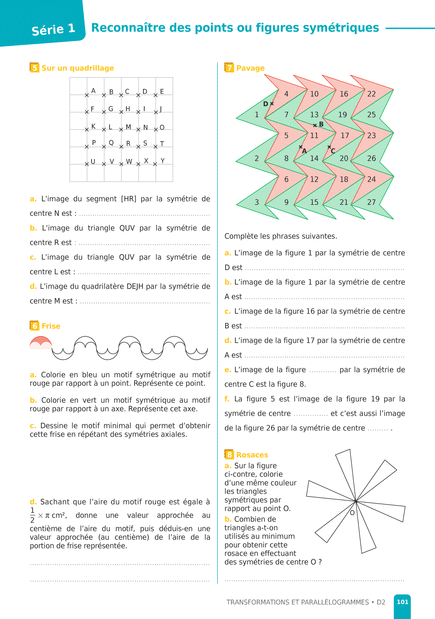 Série 1
Reconnaître des points ou figures symétriques
5 Sur un quadrillage
A B C D E
F G H I J
K L M N O
P Q R S T
U V W X Y
a. L'image du segment [HR] par la symétrie de
centre N est :
b. L'image du triangle QUV par la symétrie de
centre R est :
c. L'image du triangle QUV par la symétrie de
centre L est :
d. L'image du quadrilatère DEJH par la symétrie de
centre M est :
6 Frise
a. Colorie en bleu un motif symétrique au motif
rouge par rapport à un point. Représente ce point.
b. Colorie en vert un motif symétrique au motif
rouge par rapport à un axe. Représente cet axe.
c. Dessine le motif minimal qui permet d'obtenir
cette frise en répétant des symétries axiales.
d. Sachant que l'aire du motif rouge est égale à
1/2 × π cm², donne une valeur approchée au
centième de l'aire du motif, puis déduis-en une
valeur approchée (au centième) de l'aire de la
portion de frise représentée.
7 Pavage
4 10 16 22
D
1 7 13 19 25
B
5 11 17 23
A C
2 8 14 20 26
6 12 18 24
3 9 15 21 27
Complète les phrases suivantes.
a. L'image de la figure 1 par la symétrie de centre
D est
b. L'image de la figure 1 par la symétrie de centre
A est
c. L'image de la figure 16 par la symétrie de centre
B est
d. L'image de la figure 17 par la symétrie de centre
A est
e. L'image de la figure ............ par la symétrie de
centre C est la figure 8.
f. La figure 5 est l'image de la figure 19 par la
symétrie de centre ............... et c'est aussi l'image
de la figure 26 par la symétrie de centre ......... .
8 Rosaces
a. Sur la figure
ci-contre, colorie
d'une même couleur
les triangles
symétriques par
rapport au point O.
b. Combien de
triangles a-t-on
utilisés au minimum
pour obtenir cette
rosace en effectuant
des symétries de centre O ?
O
TRANSFORMATIONS ET PARALLÉLOGRAMMES • D2
101